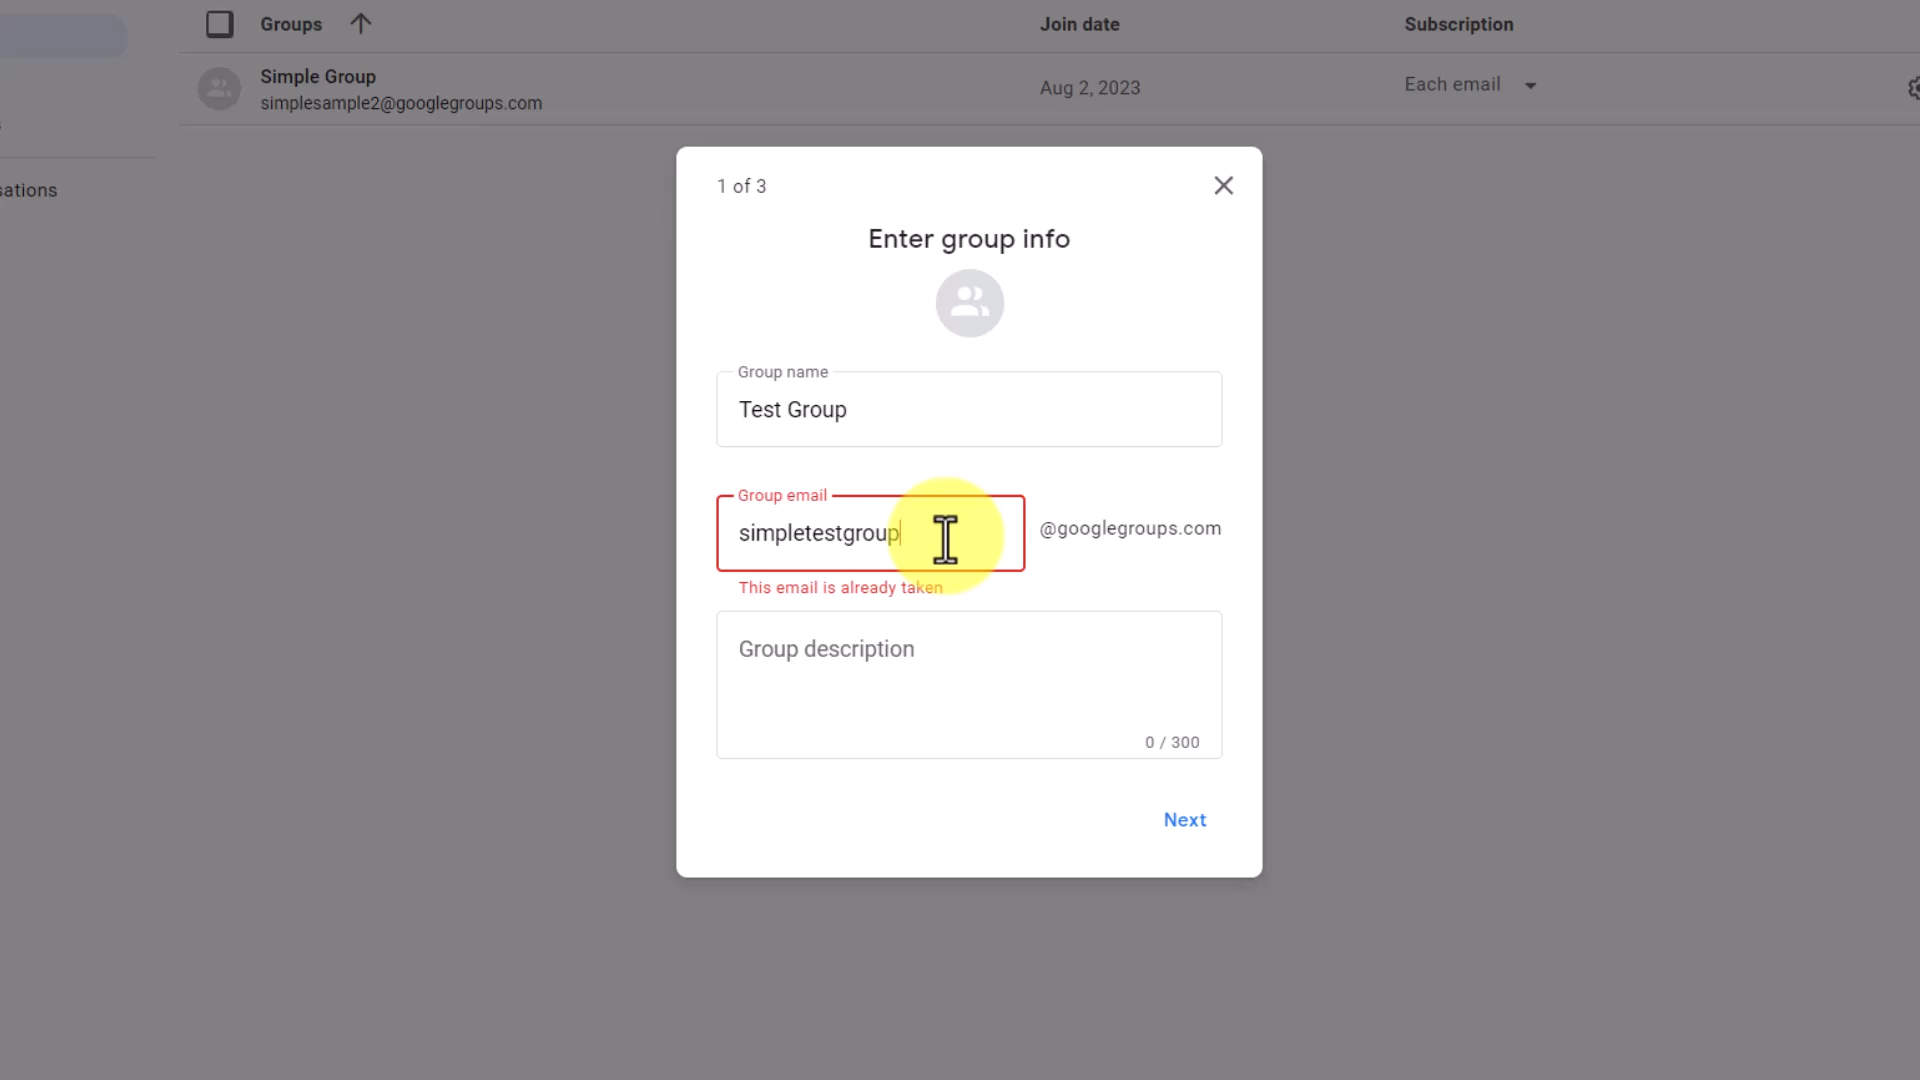 Groups
Join date
Subscription
Simple Group
simplesample2@googlegroups.com
Aug 2, 2023
Each email
sations
1 of 3
Enter group info
Group name
Test Group
Group email
simpletestgroup
@googlegroups.com
This email is already taken
Group description
0 / 300
Next